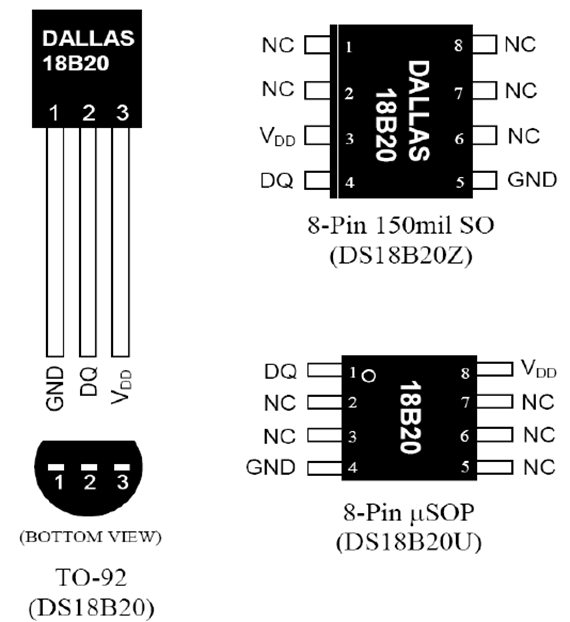 DALLAS
18B20
1 2 3
GND DQ VDD
1 2 3
(BOTTOM VIEW)
TO-92
(DS18B20)
NC 1 8 NC
NC 2 7 NC
VDD 3 6 NC
DQ 4 5 GND
DALLAS
18B20
8-Pin 150mil SO
(DS18B20Z)
DQ 1 8 VDD
NC 2 7 NC
NC 3 6 NC
GND 4 5 NC
18B20
8-Pin μSOP
(DS18B20U)